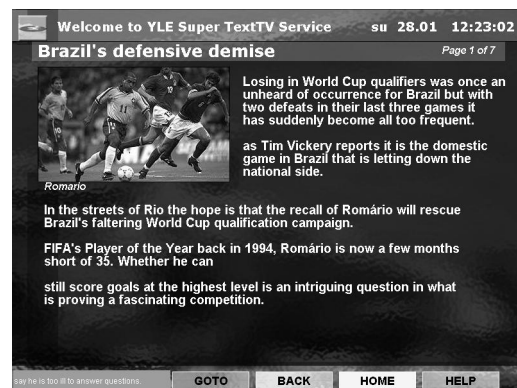 Welcome to YLE Super TextTV Service su 28.01 12:23:02
Brazil's defensive demise Page 1 of 7
Losing in World Cup qualifiers was once an
unheard of occurrence for Brazil but with
two defeats in their last three games it
has suddenly become all too frequent.
as Tim Vickery reports it is the domestic
game in Brazil that is letting down the
national side.
Romario
In the streets of Rio the hope is that the recall of Romário will rescue
Brazil's faltering World Cup qualification campaign.
FIFA's Player of the Year back in 1994, Romário is now a few months
short of 35. Whether he can
still score goals at the highest level is an intriguing question in what
is proving a fascinating competition.
say he is too ill to answer questions. GOTO BACK HOME HELP